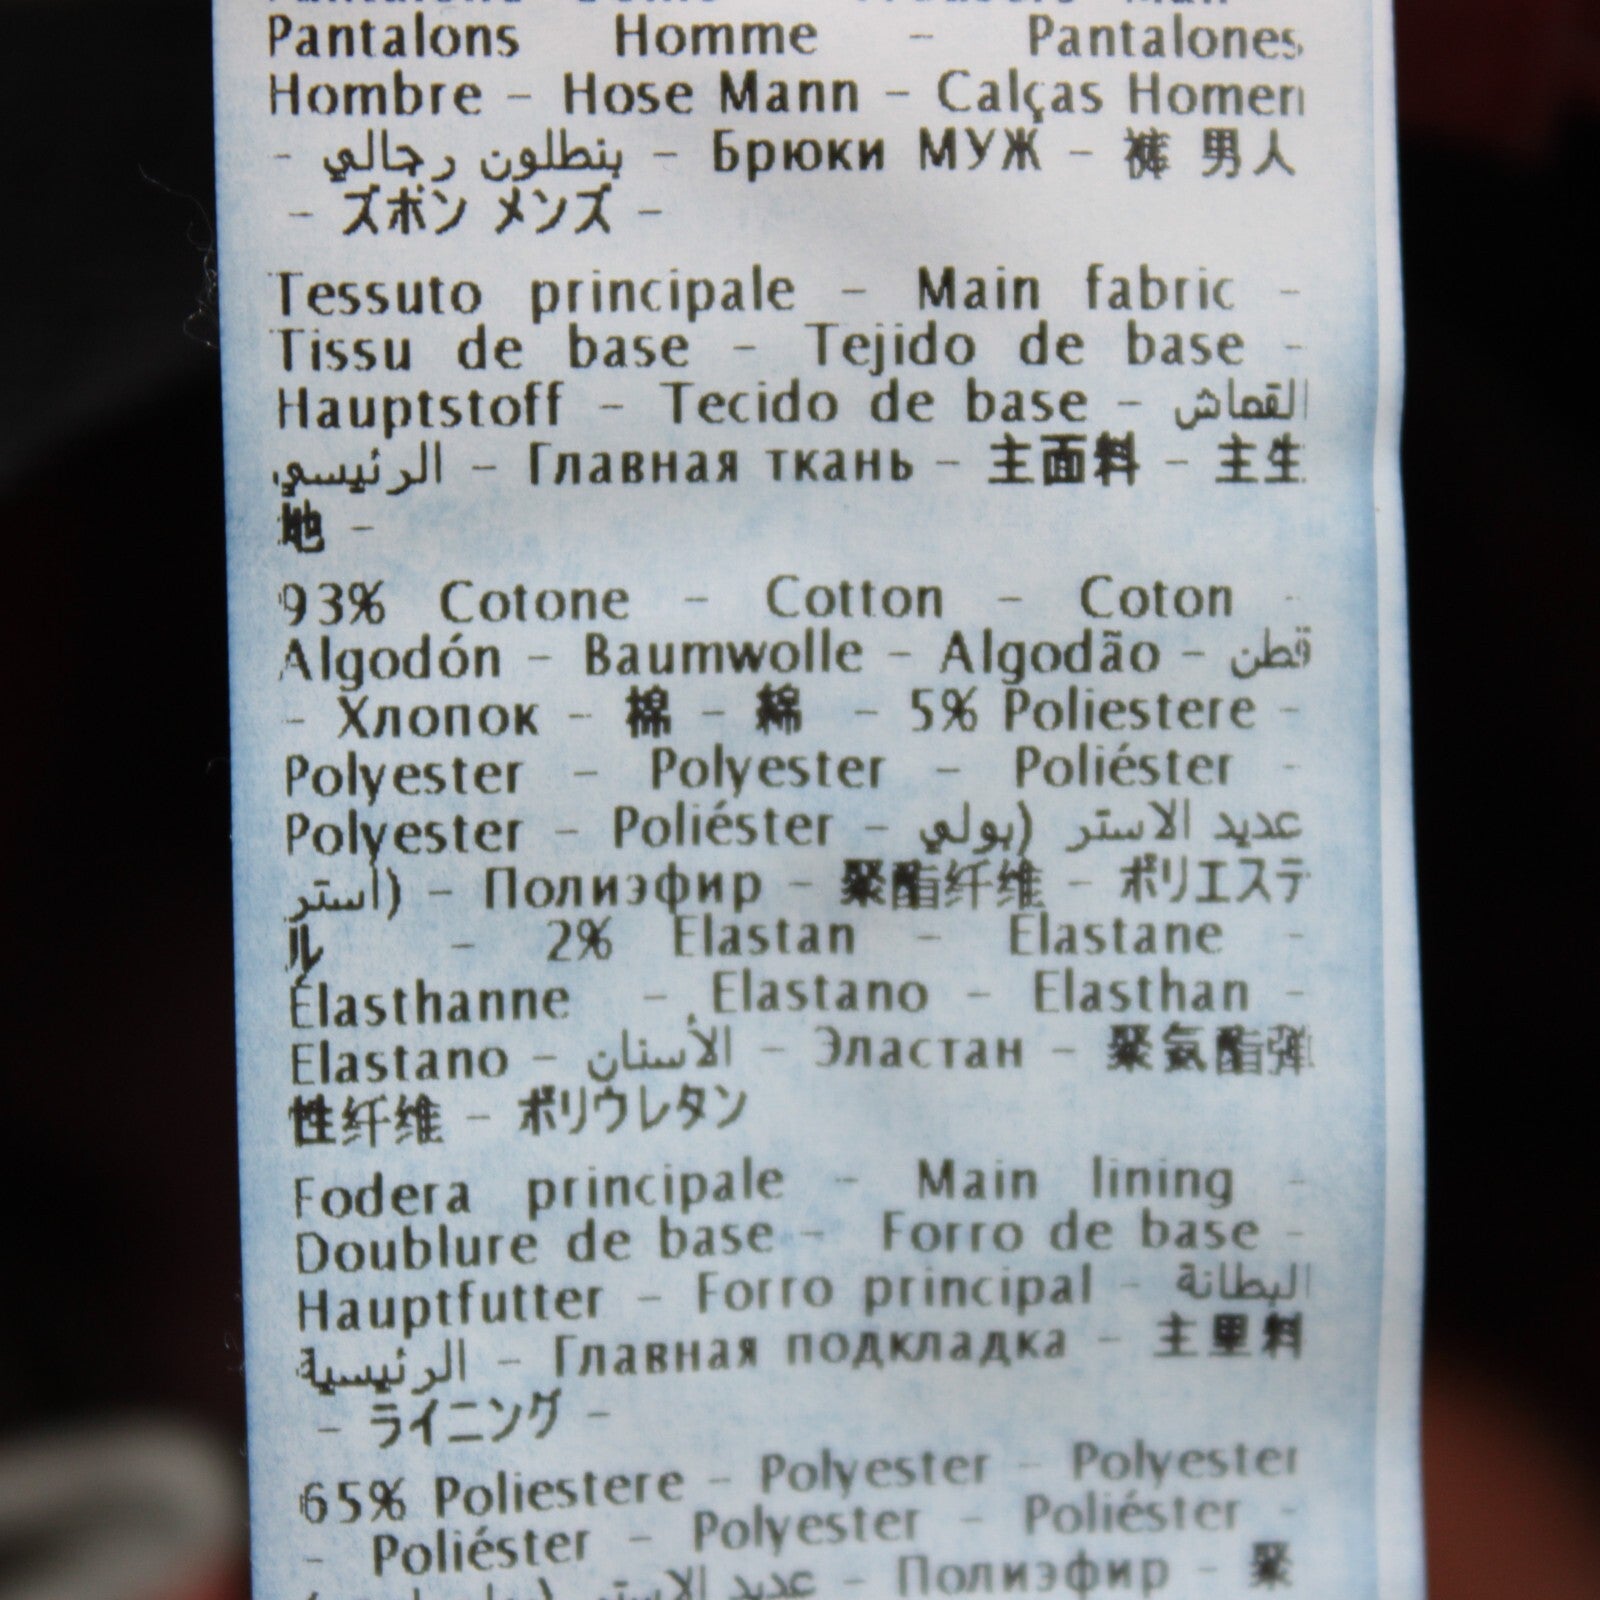 Pantalons Homme - Pantalones
Hombre - Hose Mann - Calças Homem
- بنطلون رجالي - Брюки МУЖ - 裤 男人
- ズボン メンズ -
Tessuto principale - Main fabric -
Tissu de base - Tejido de base -
Hauptstoff - Tecido de base - القماش
الرئيسي - Главная ткань - 主面料 - 主生
地 -
93% Cotone - Cotton - Coton -
Algodón - Baumwolle - Algodão - قطن
- Хлопок - 棉 - 綿 - 5% Poliestere -
Polyester - Polyester - Poliéster -
Polyester - Poliéster - عديد الاستر (بولي
استر) - Полиэфир - 聚酯纤维 - ポリエステ
ル - 2% Elastan - Elastane -
Élasthanne - Elastano - Elasthan -
Elastano - الأستان - Эластан - 聚氨酯弹
性纤维 - ポリウレタン
Fodera principale - Main lining -
Doublure de base - Forro de base -
Hauptfutter - Forro principal - البطانة
الرئيسية - Главная подкладка - 主里料
- ライニング -
65% Poliestere - Polyester - Polyester
- Poliéster - Polyester - Poliéster -
عديد الاستر - Полиэфир - 聚